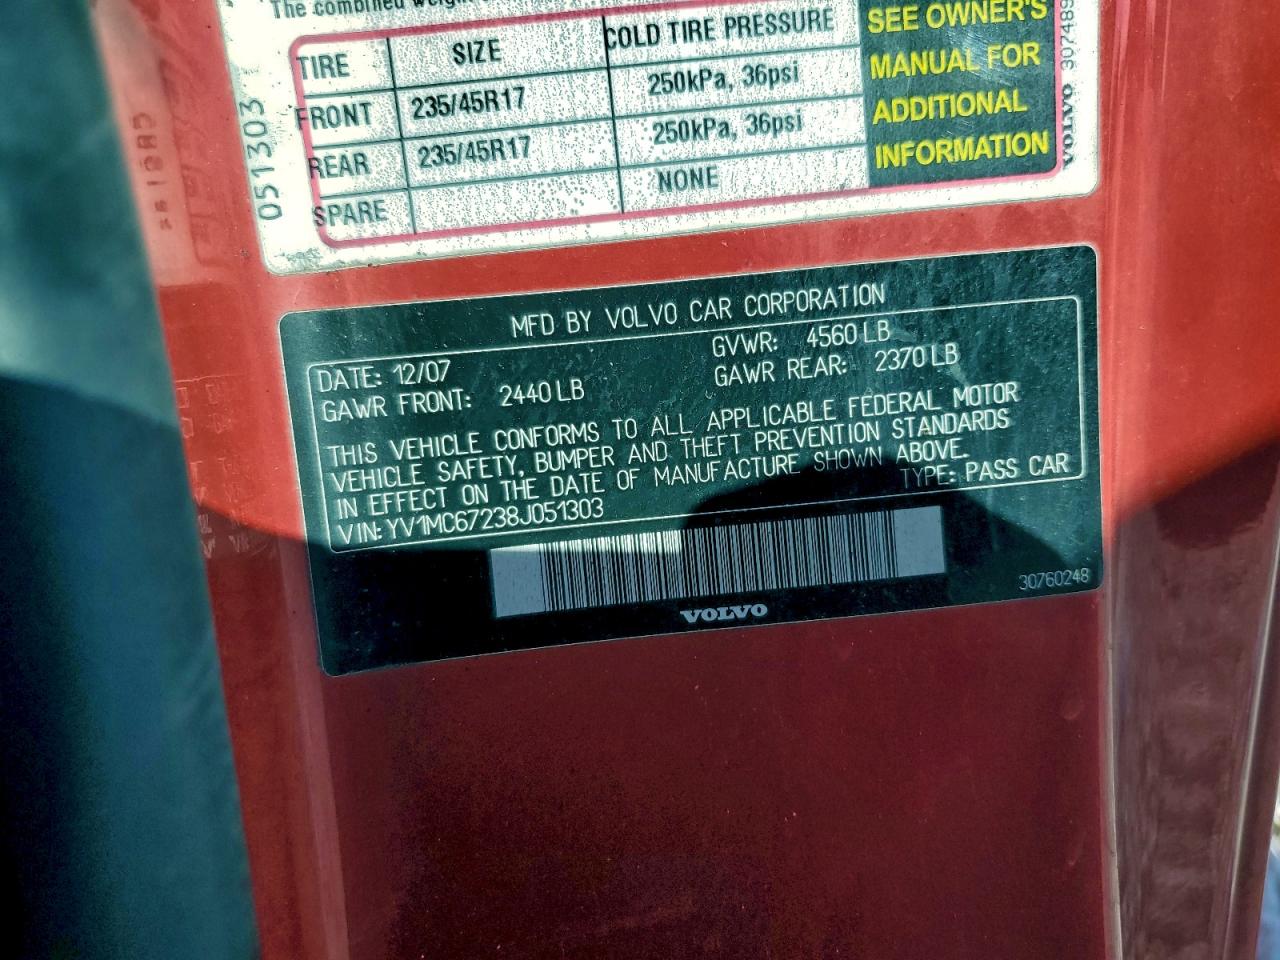 The combined weight
TIRE SIZE COLD TIRE PRESSURE
FRONT 235/45R17 250kPa, 36psi
REAR 235/45R17 250kPa, 36psi
SPARE NONE
SEE OWNER'S
MANUAL FOR
ADDITIONAL
INFORMATION
051303
VOLVO 307489
MFD BY VOLVO CAR CORPORATION
DATE: 12/07 GVWR: 4560 LB
GAWR FRONT: 2440 LB GAWR REAR: 2370 LB
THIS VEHICLE CONFORMS TO ALL APPLICABLE FEDERAL MOTOR
VEHICLE SAFETY, BUMPER AND THEFT PREVENTION STANDARDS
IN EFFECT ON THE DATE OF MANUFACTURE SHOWN ABOVE.
VIN: YV1MC67238J051303 TYPE: PASS CAR
30760248
VOLVO